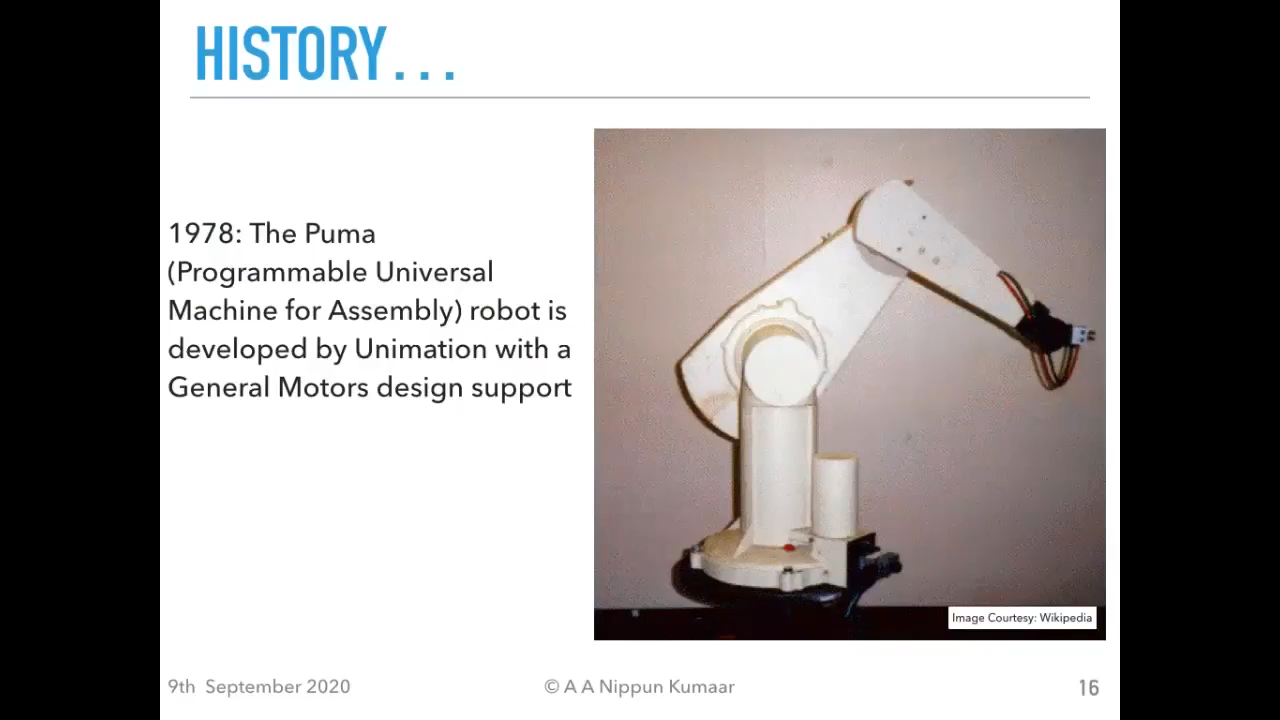 HISTORY...
1978: The Puma
(Programmable Universal
Machine for Assembly) robot is
developed by Unimation with a
General Motors design support
Image Courtesy: Wikipedia
9th September 2020
© A A Nippun Kumaar
16